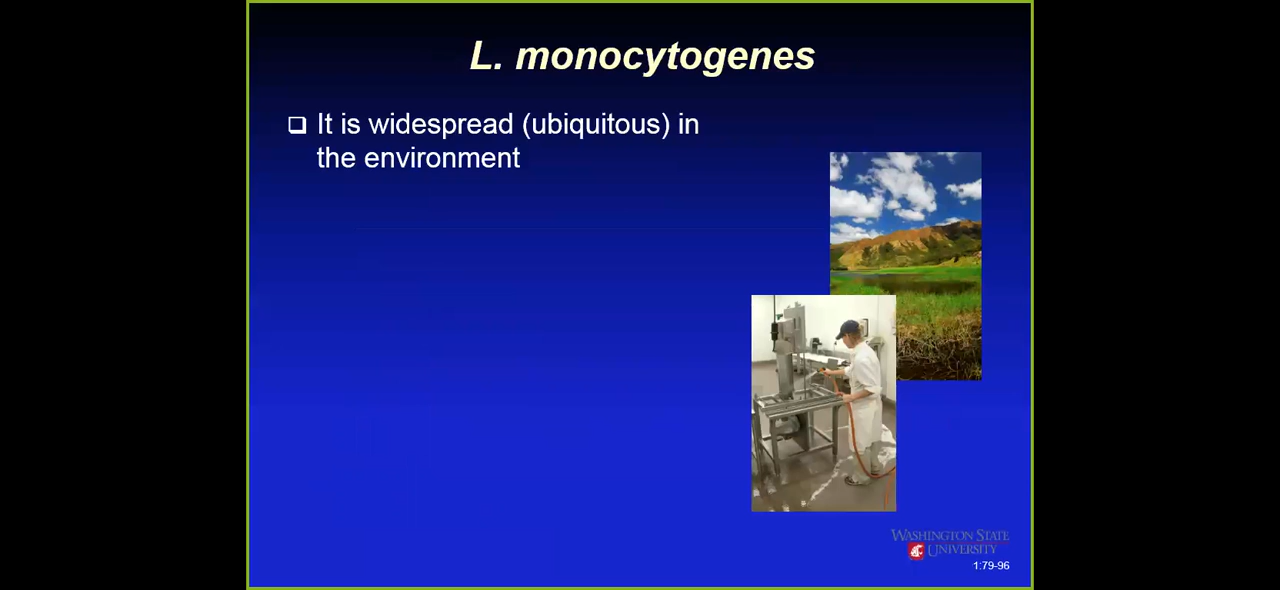 L. monocytogenes
It is widespread (ubiquitous) in
the environment
WASHINGTON STATE
UNIVERSITY
1:79-96